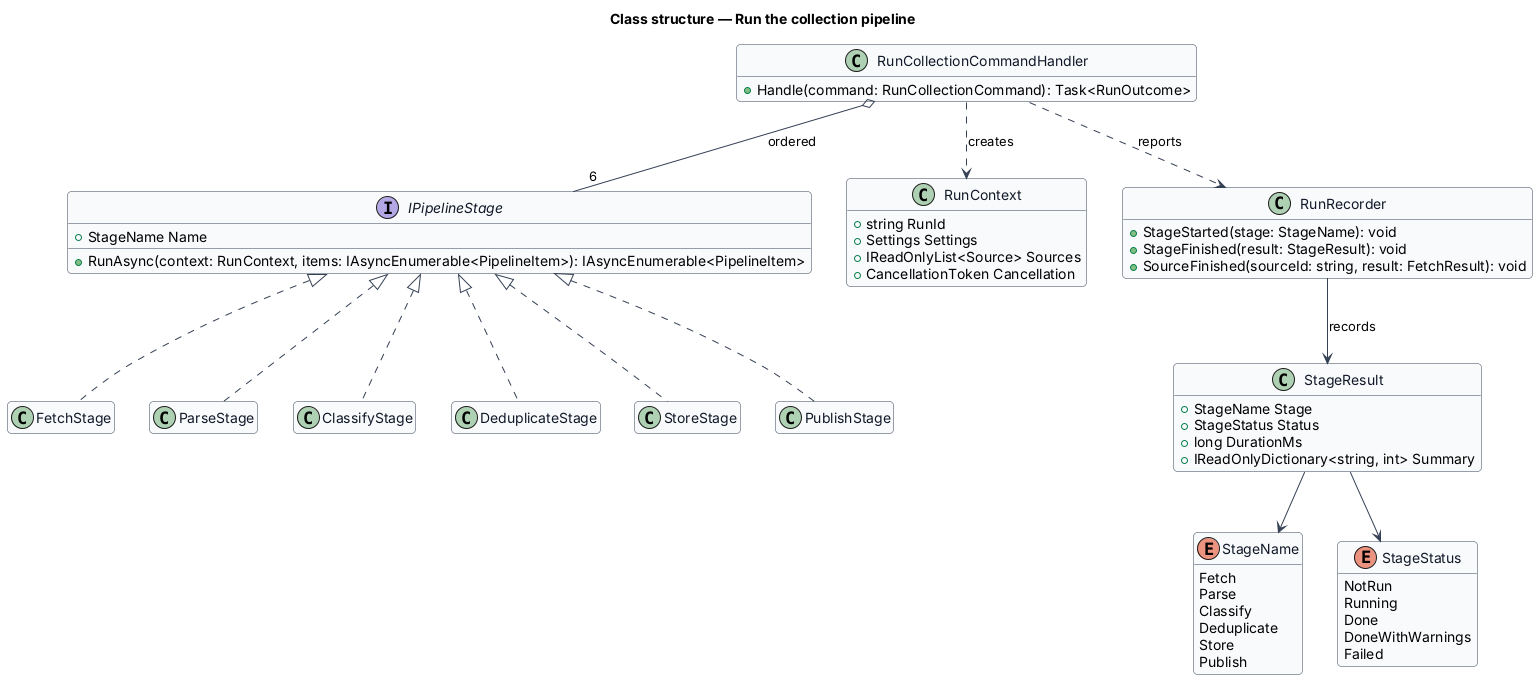 Class structure — Run the collection pipeline
C RunCollectionCommandHandler
Handle(command: RunCollectionCommand): Task<RunOutcome>
ordered
creates
reports
6
I IPipelineStage
StageName Name
RunAsync(context: RunContext, items: IAsyncEnumerable<PipelineItem>): IAsyncEnumerable<PipelineItem>
C RunContext
string RunId
Settings Settings
IReadOnlyList<Source> Sources
CancellationToken Cancellation
C RunRecorder
StageStarted(stage: StageName): void
StageFinished(result: StageResult): void
SourceFinished(sourceId: string, result: FetchResult): void
records
C FetchStage
C ParseStage
C ClassifyStage
C DeduplicateStage
C StoreStage
C PublishStage
C StageResult
StageName Stage
StageStatus Status
long DurationMs
IReadOnlyDictionary<string, int> Summary
E StageName
Fetch
Parse
Classify
Deduplicate
Store
Publish
E StageStatus
NotRun
Running
Done
DoneWithWarnings
Failed